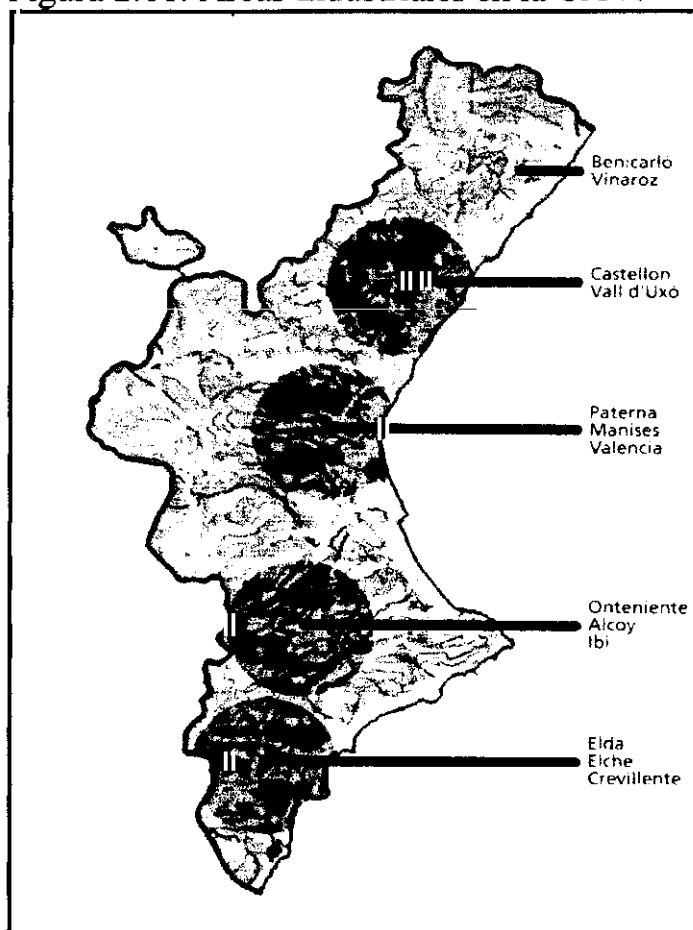 Benicarló
Vinaroz
Castellon
Vall d'Uxó
Paterna
Manises
Valencia
Onteniente
Alcoy
Ibi
Elda
Elche
Crevillente